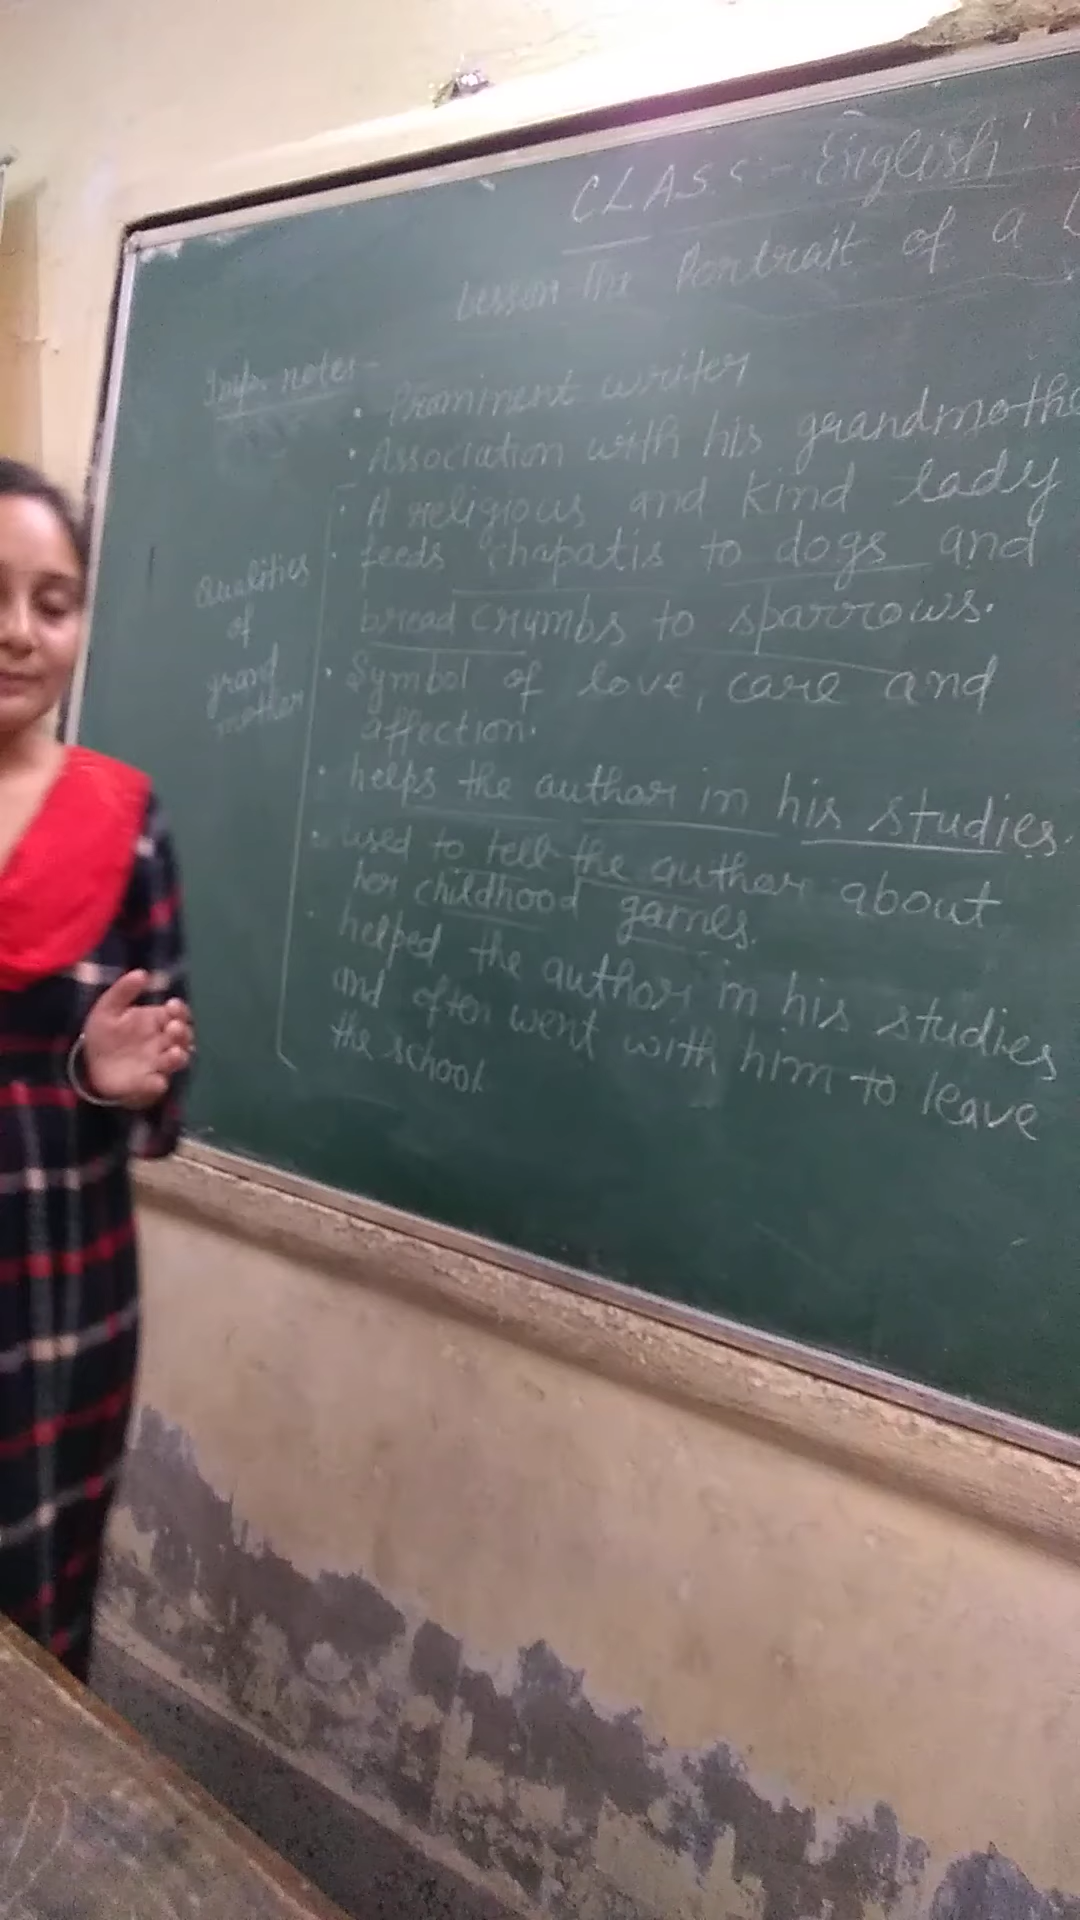 CLASS - English
Lesson - The Portrait of a L
Imp. notes -
• Prominent writer
• Association with his grandmothe
• A religious and kind lady
• feeds chapatis to dogs and
bread crumbs to sparrows.
• Symbol of love, care and
affection.
• helps the author in his studies.
• used to tell the author about
her childhood games.
• helped the author in his studies
and often went with him to leave
the school
Qualities
of
grand
mother